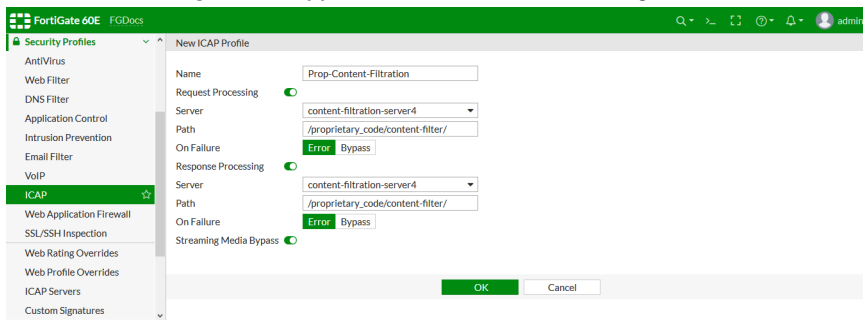 FortiGate 60E FGDocs
admin
Security Profiles
AntiVirus
Web Filter
DNS Filter
Application Control
Intrusion Prevention
Email Filter
VoIP
ICAP
Web Application Firewall
SSL/SSH Inspection
Web Rating Overrides
Web Profile Overrides
ICAP Servers
Custom Signatures
New ICAP Profile
Name Prop-Content-Filtration
Request Processing
Server content-filtration-server4
Path /proprietary_code/content-filter/
On Failure Error Bypass
Response Processing
Server content-filtration-server4
Path /proprietary_code/content-filter/
On Failure Error Bypass
Streaming Media Bypass
OK Cancel